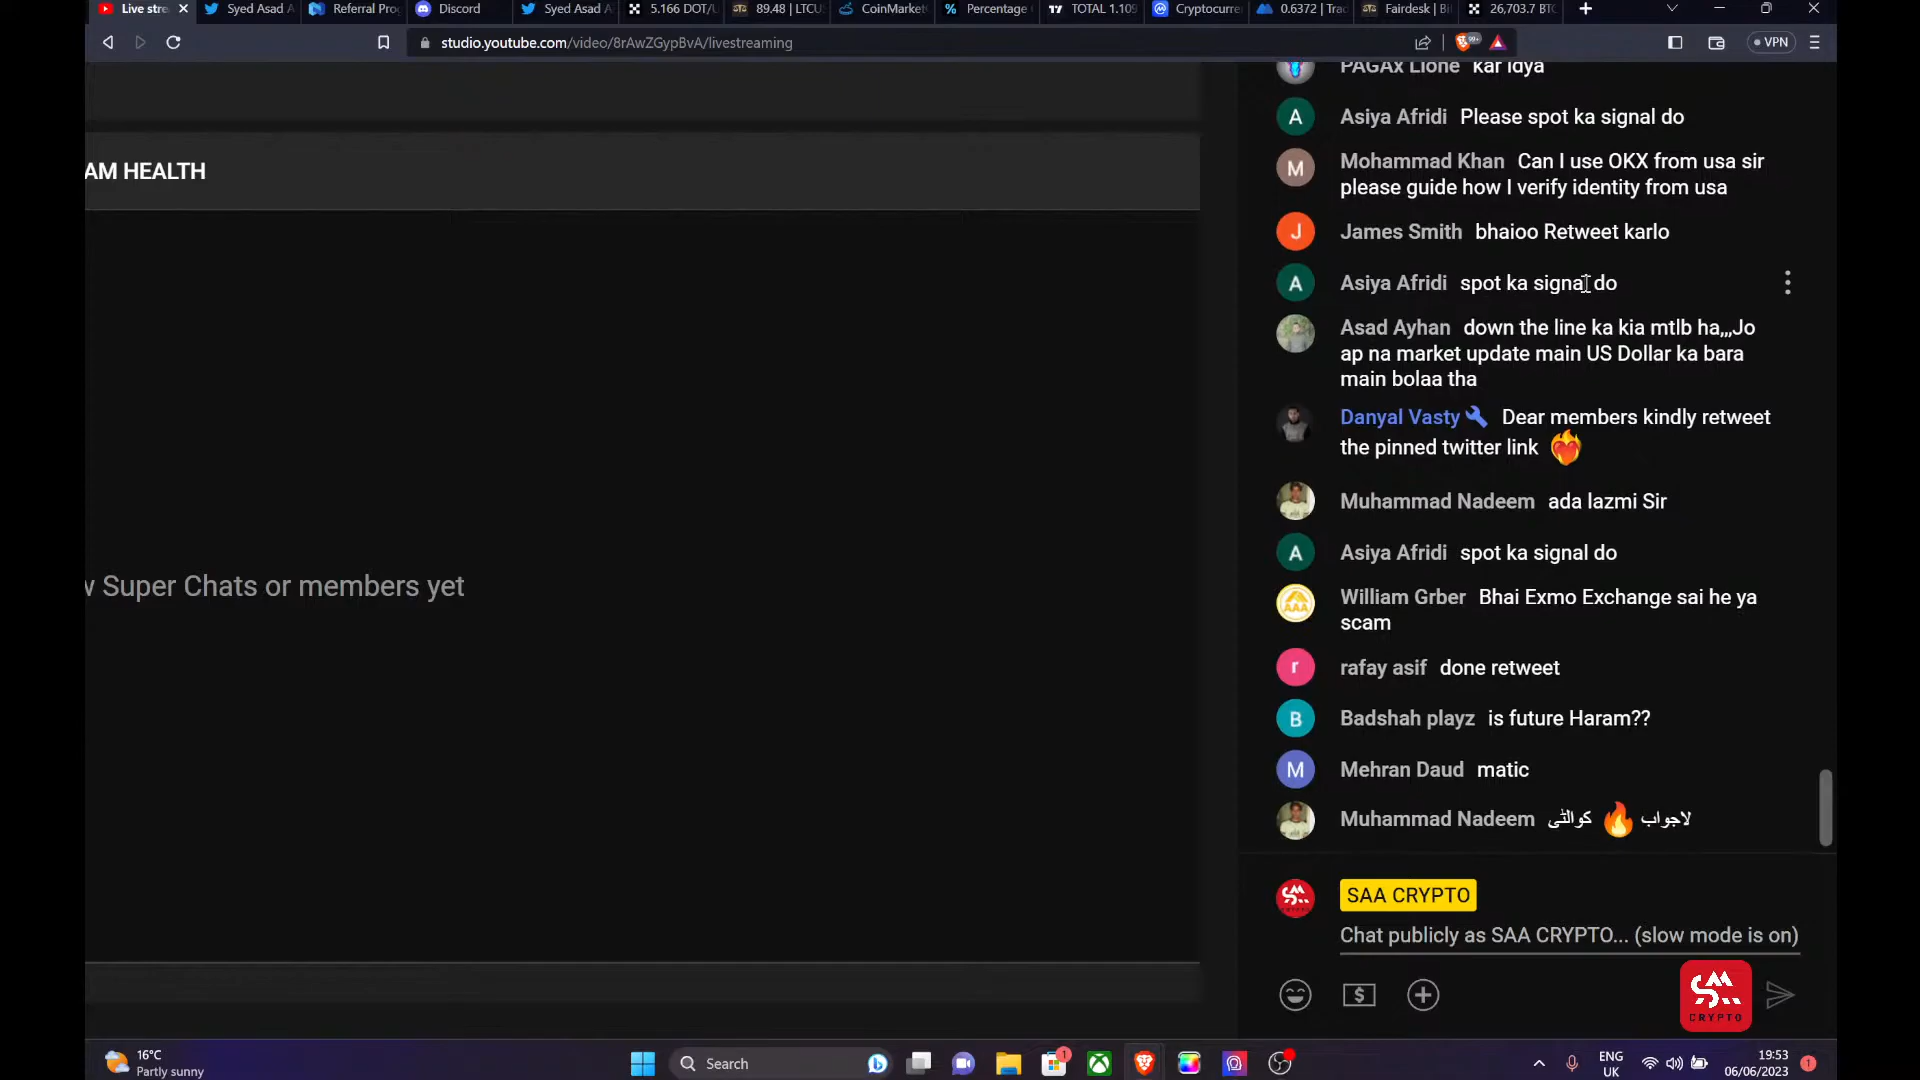 Live stre
Syed Asad A
Referral Prog
Discord
Syed Asad A
5.166 DOT/U
89.48 | LTCUS
CoinMarket
Percentage
TOTAL 1.109
Cryptocurre
0.6372 | Trad
Fairdesk | Bi
26,703.7 BTC
studio.youtube.com/video/8rAwZGypBvA/livestreaming
VPN
AM HEALTH
w Super Chats or members yet
PAGAx Lione kar idya
A Asiya Afridi Please spot ka signal do
M Mohammad Khan Can I use OKX from usa sir
please guide how I verify identity from usa
J James Smith bhaioo Retweet karlo
A Asiya Afridi spot ka signal do
Asad Ayhan down the line ka kia mtlb ha,,,Jo
ap na market update main US Dollar ka bara
main bolaa tha
Danyal Vasty Dear members kindly retweet
the pinned twitter link ❤️‍🔥
Muhammad Nadeem ada lazmi Sir
A Asiya Afridi spot ka signal do
William Grber Bhai Exmo Exchange sai he ya
scam
r rafay asif done retweet
B Badshah playz is future Haram??
M Mehran Daud matic
Muhammad Nadeem لاجواب 🔥 کوالٹی
SAA CRYPTO
Chat publicly as SAA CRYPTO... (slow mode is on)
CRYPTO
16°C
Partly sunny
Search
ENG
UK
19:53
06/06/2023